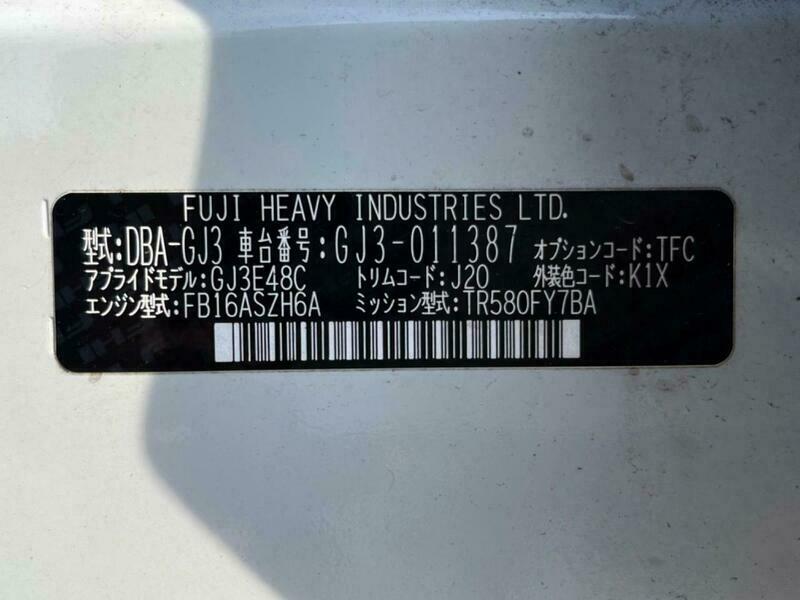 FUJI HEAVY INDUSTRIES LTD.
型式:DBA-GJ3 車台番号:GJ3-011387 オプションコード:TFC
アプライドモデル:GJ3E48C トリムコード:J20 外装色コード:K1X
エンジン型式:FB16ASZH6A ミッション型式:TR580FY7BA